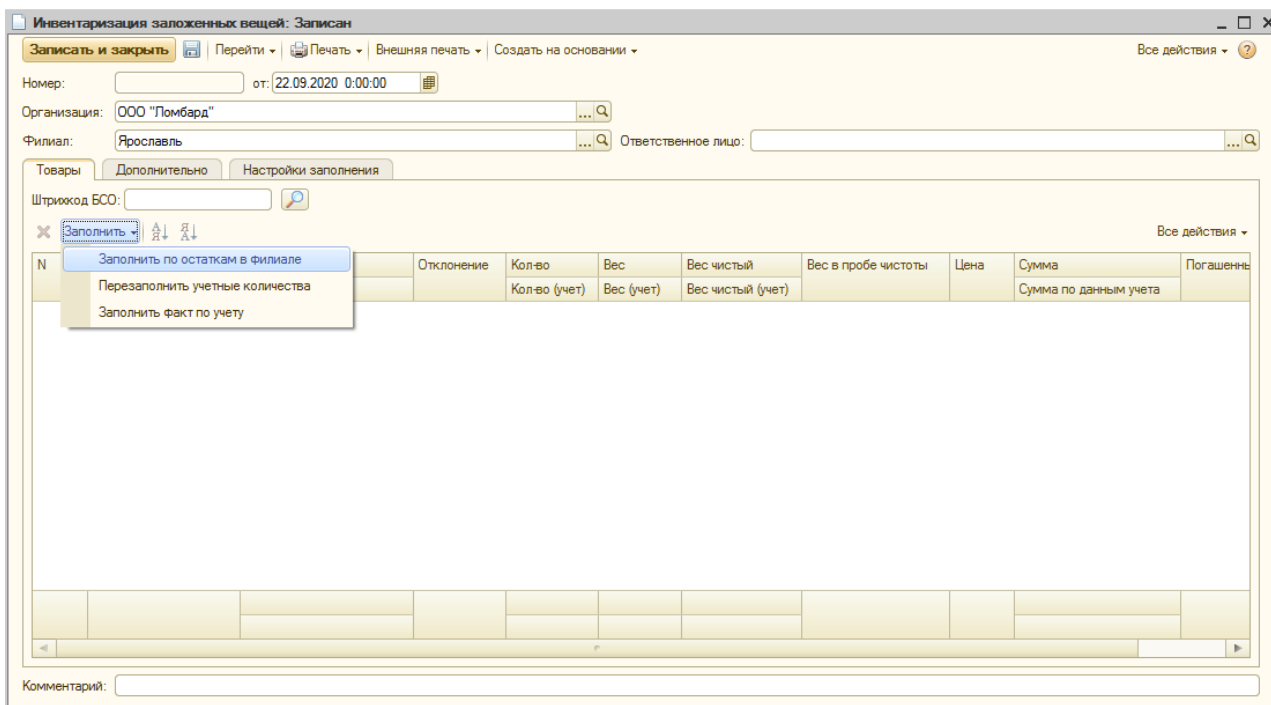 Инвентаризация заложенных вещей: Записан
Записать и закрыть Перейти Печать Внешняя печать Создать на основании Все действия
Номер: от: 22.09.2020 0:00:00
Организация: ООО "Ломбард"
Филиал: Ярославль Ответственное лицо:
Товары Дополнительно Настройки заполнения
Штрихкод БСО:
Заполнить Все действия
Заполнить по остаткам в филиале
Перезаполнить учетные количества
Заполнить факт по учету
N Отклонение Кол-во Вес Вес чистый Вес в пробе чистоты Цена Сумма Погашенны
Кол-во (учет) Вес (учет) Вес чистый (учет) Сумма по данным учета
Комментарий: